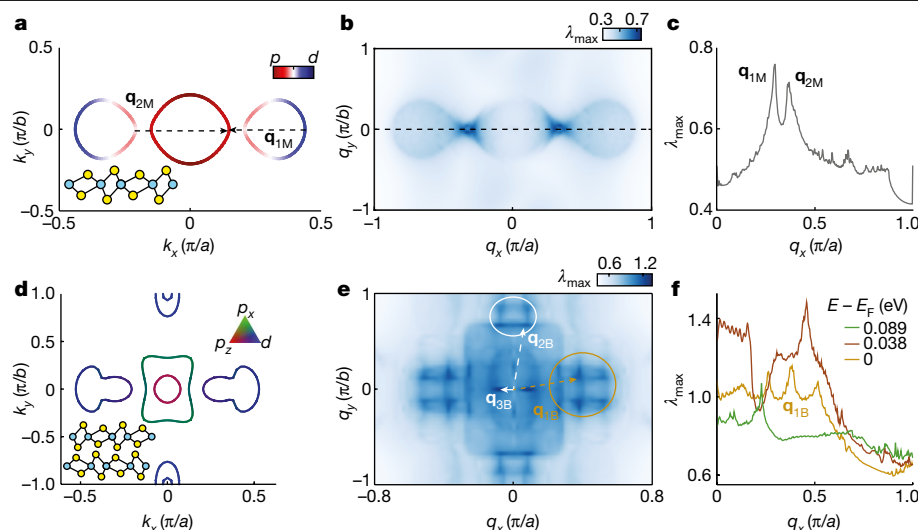 a
0.5
0
−0.5
−0.5
0
0.5
k_y (π/b)
k_x (π/a)
p d
q_2M
q_1M
b
λ_max
0.3 0.7
1
0
−1
−1
0
1
q_y (π/b)
q_x (π/a)
c
0.8
0.6
0.4
0
0.5
1.0
λ_max
q_x (π/a)
q_1M
q_2M
d
1.0
0.5
0
−0.5
−1.0
−0.5
0
0.5
k_y (π/b)
k_x (π/a)
p_x
p_z
d
e
λ_max
0.6 1.2
1
0
−1
−0.8
0
0.8
q_y (π/b)
q_x (π/a)
q_2B
q_3B
q_1B
f
E − E_F (eV)
0.089
0.038
0
1.4
1.0
0.6
0
0.5
1.0
λ_max
q_x (π/a)
q_1B